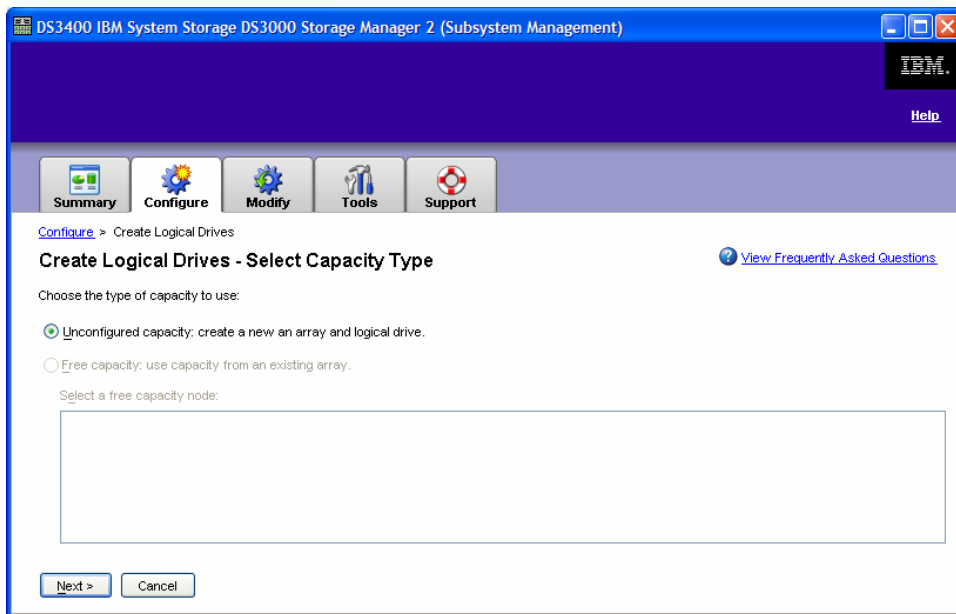 DS3400 IBM System Storage DS3000 Storage Manager 2 (Subsystem Management)
IBM.
Help
Summary
Configure
Modify
Tools
Support
Configure > Create Logical Drives
Create Logical Drives - Select Capacity Type
View Frequently Asked Questions
Choose the type of capacity to use:
Unconfigured capacity: create a new an array and logical drive.
Free capacity: use capacity from an existing array.
Select a free capacity node:
Next >
Cancel